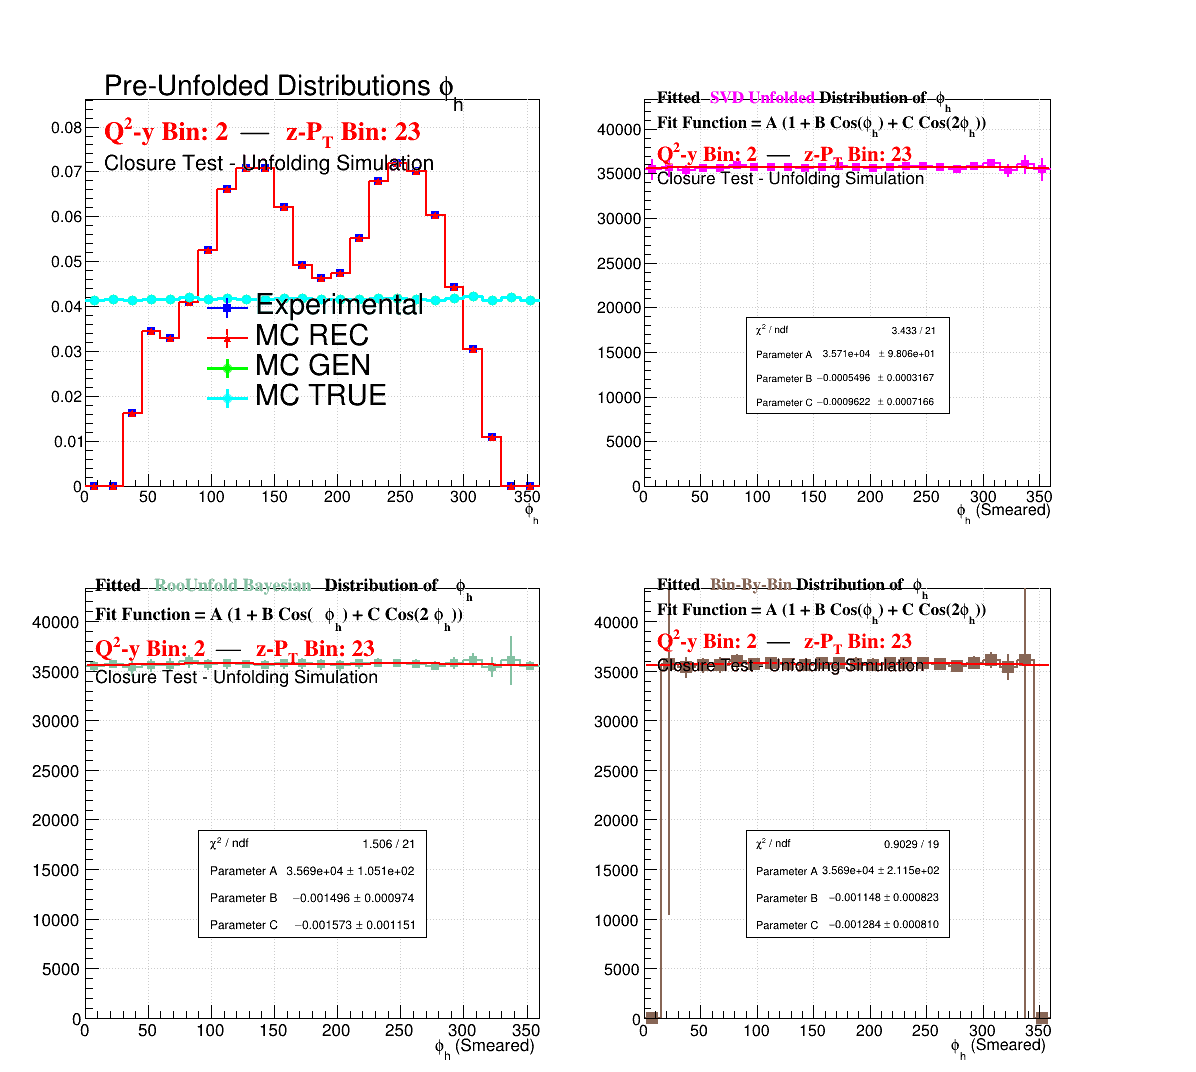 Pre-Unfolded Distributions ϕh
Q2-y Bin: 2 — z-PT Bin: 23
Closure Test - Unfolding Simulation
0.08
0.07
0.06
0.05
0.04
0.03
0.02
0.01
0
Experimental
MC REC
MC GEN
MC TRUE
0 50 100 150 200 250 300 350
ϕh
Fitted SVD Unfolded Distribution of ϕh
Fit Function = A (1 + B Cos(ϕh) + C Cos(2ϕh))
Q2-y Bin: 2 — z-PT Bin: 23
Closure Test - Unfolding Simulation
40000
35000
30000
25000
20000
15000
10000
5000
0
χ2 / ndf 3.433 / 21
Parameter A 3.571e+04 ± 9.806e+01
Parameter B −0.0005496 ± 0.0003167
Parameter C −0.0009622 ± 0.0007166
0 50 100 150 200 250 300 350
ϕh (Smeared)
Fitted RooUnfold Bayesian Distribution of ϕh
Fit Function = A (1 + B Cos( ϕh) + C Cos(2 ϕh))
Q2-y Bin: 2 — z-PT Bin: 23
Closure Test - Unfolding Simulation
40000
35000
30000
25000
20000
15000
10000
5000
0
χ2 / ndf 1.506 / 21
Parameter A 3.569e+04 ± 1.051e+02
Parameter B −0.001496 ± 0.000974
Parameter C −0.001573 ± 0.001151
0 50 100 150 200 250 300 350
ϕh (Smeared)
Fitted Bin-By-Bin Distribution of ϕh
Fit Function = A (1 + B Cos(ϕh) + C Cos(2ϕh))
Q2-y Bin: 2 — z-PT Bin: 23
Closure Test - Unfolding Simulation
40000
35000
30000
25000
20000
15000
10000
5000
0
χ2 / ndf 0.9029 / 19
Parameter A 3.569e+04 ± 2.115e+02
Parameter B −0.001148 ± 0.000823
Parameter C −0.001284 ± 0.000810
0 50 100 150 200 250 300 350
ϕh (Smeared)